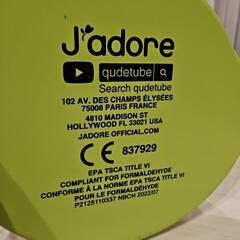 J'adore
qudetube
Search qudetube
102 AV. DES CHAMPS ÉLYSÉES
75008 PARIS FRANCE
4810 MADISON ST
HOLLYWOOD FL 33021 USA
JADORE OFFICIAL.COM
CE 837929
EPA TSCA TITLE VI
COMPLIANT FOR FORMALDEHYDE
CONFORME À LA NORME EPA TSCA TITLE VI
POUR LE FORMALDÉHYDE
P2125110337 NBCN 2022/07